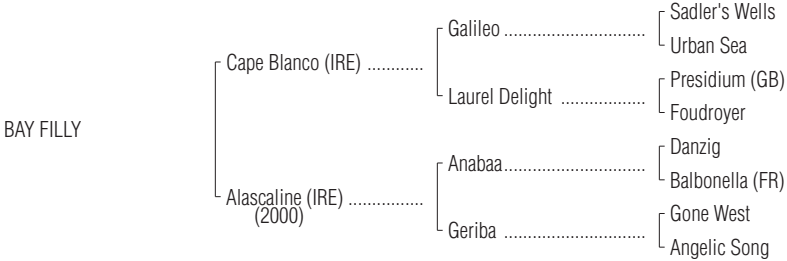 Sadler's Wells
Galileo ..............................
Urban Sea
Cape Blanco (IRE) ............
Presidium (GB)
Laurel Delight ..................
Foudroyer
BAY FILLY
Danzig
Anabaa..............................
Balbonella (FR)
Alascaline (IRE) ................
(2000)
Gone West
Geriba ..............................
Angelic Song